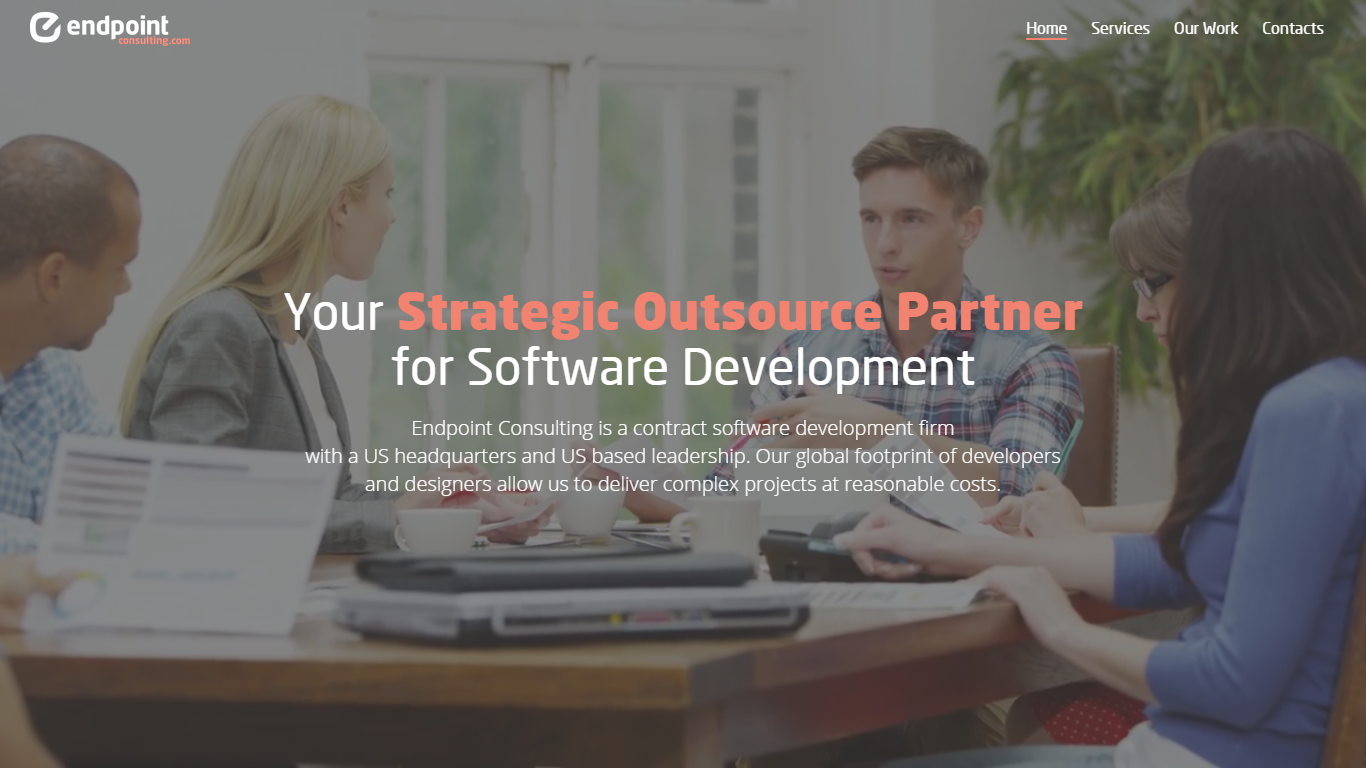 endpoint
consulting.com
Home Services Our Work Contacts
Your Strategic Outsource Partner
for Software Development
Endpoint Consulting is a contract software development firm
with a US headquarters and US based leadership. Our global footprint of developers
and designers allow us to deliver complex projects at reasonable costs.